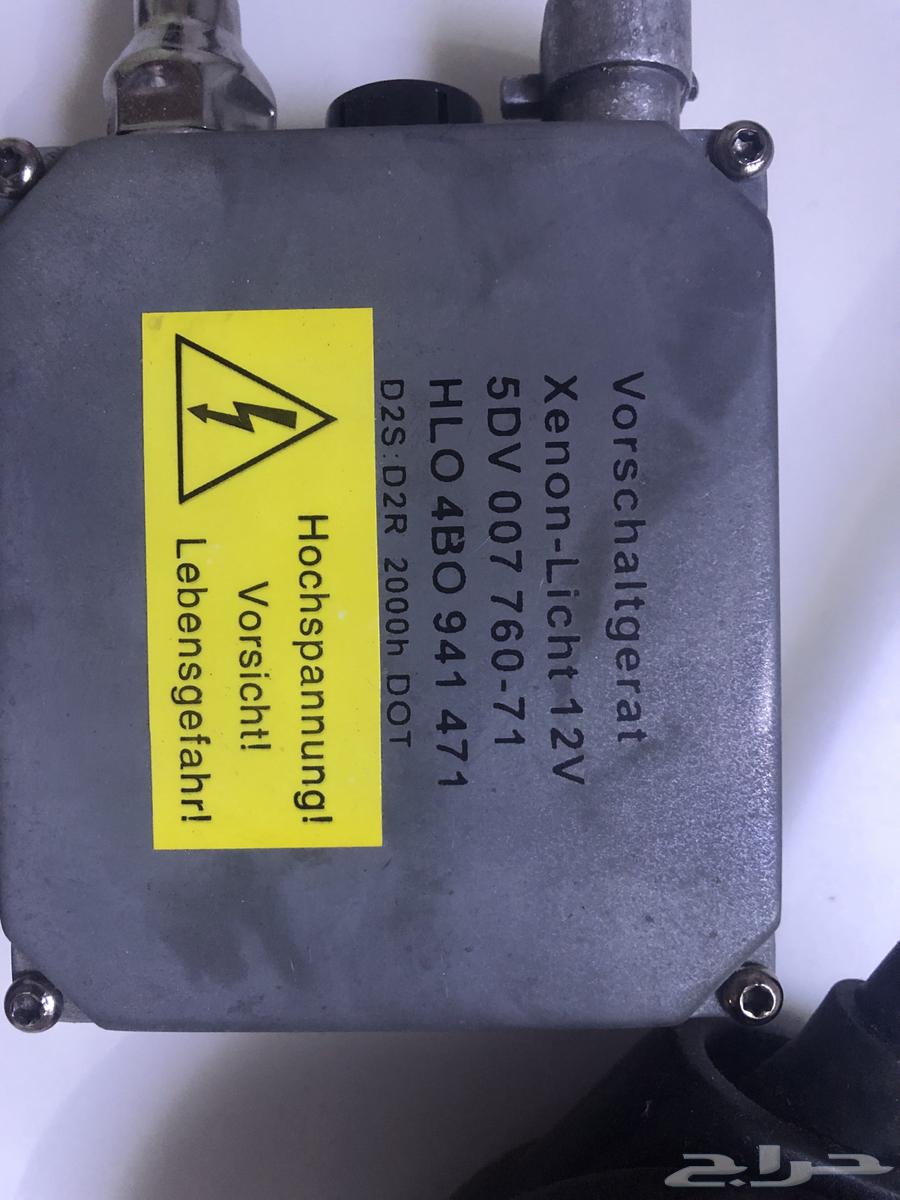 Vorschaltgerat
Xenon-Licht 12V
5DV 007 760-71
HLO 4BO 941 471
D2S:D2R 2000h DOT
Hochspannung!
Vorsicht!
Lebensgefahr!
حراج